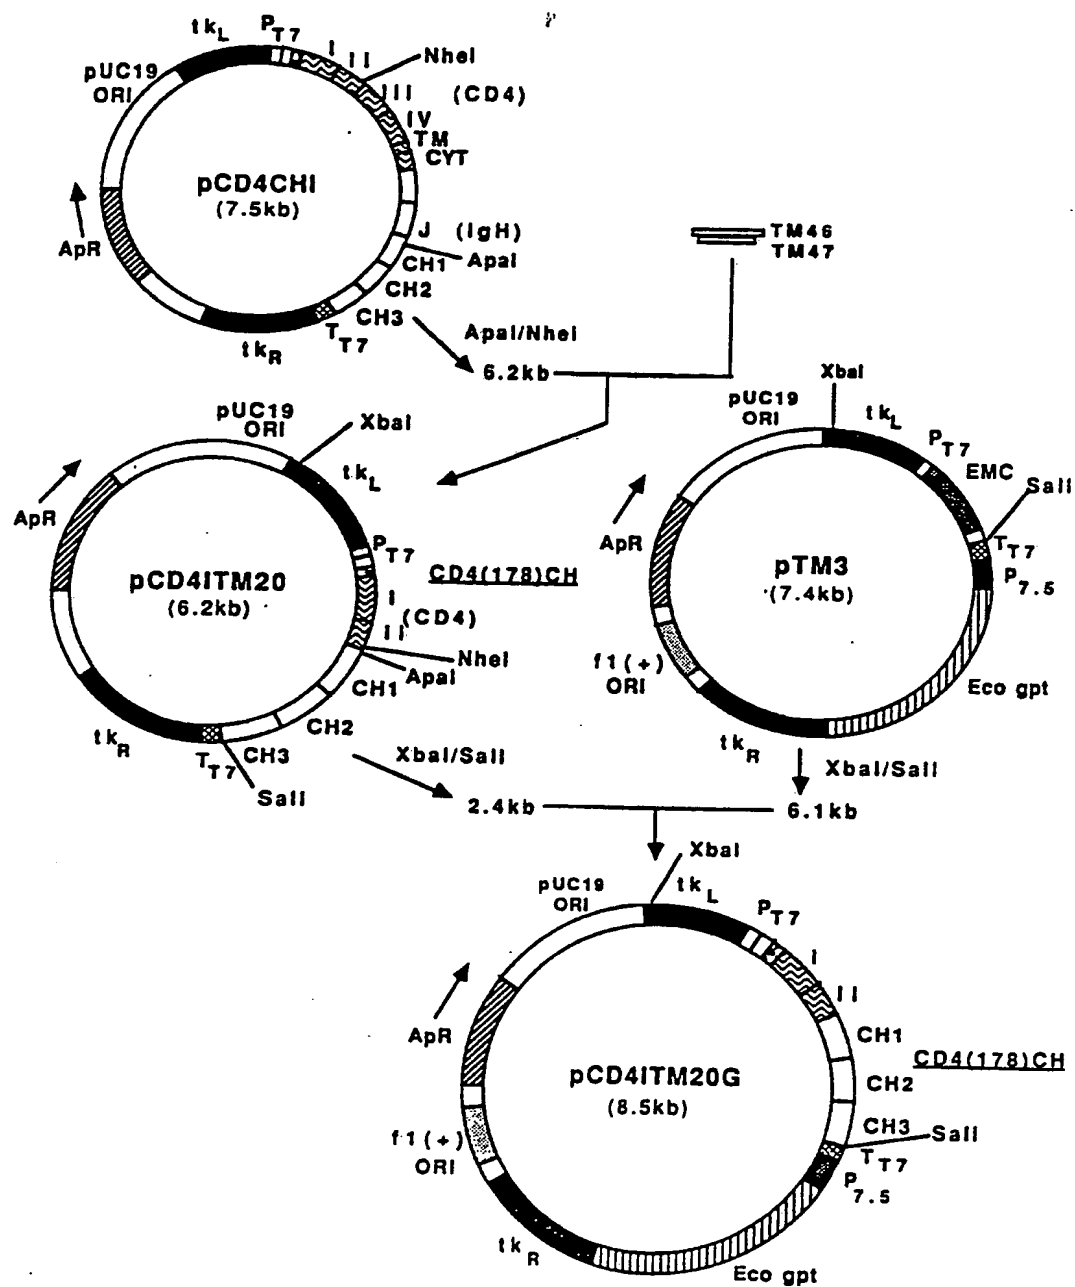 tkL
PT7
I
II
NheI
pUC19
ORI
III
(CD4)
IV
TM
CYT
pCD4CHI
(7.5kb)
ApR
J
(IgH)
ApaI
CH1
CH2
CH3
TT7
tkR
TM46
TM47
ApaI/NheI
6.2kb
pUC19
ORI
XbaI
tkL
ApR
PT7
pCD4ITM20
(6.2kb)
CD4(178)CH
I
(CD4)
II
NheI
ApaI
CH1
CH2
CH3
tkR
TT7
SalI
XbaI/SalI
2.4kb
XbaI
pUC19
ORI
tkL
PT7
EMC
SalI
ApR
TT7
P7.5
pTM3
(7.4kb)
f1(+)
ORI
Eco gpt
tkR
XbaI/SalI
6.1kb
XbaI
pUC19
ORI
tkL
PT7
I
II
ApR
CH1
CD4(178)CH
pCD4ITM20G
(8.5kb)
CH2
CH3
SalI
f1(+)
ORI
TT7
P7.5
tkR
Eco gpt